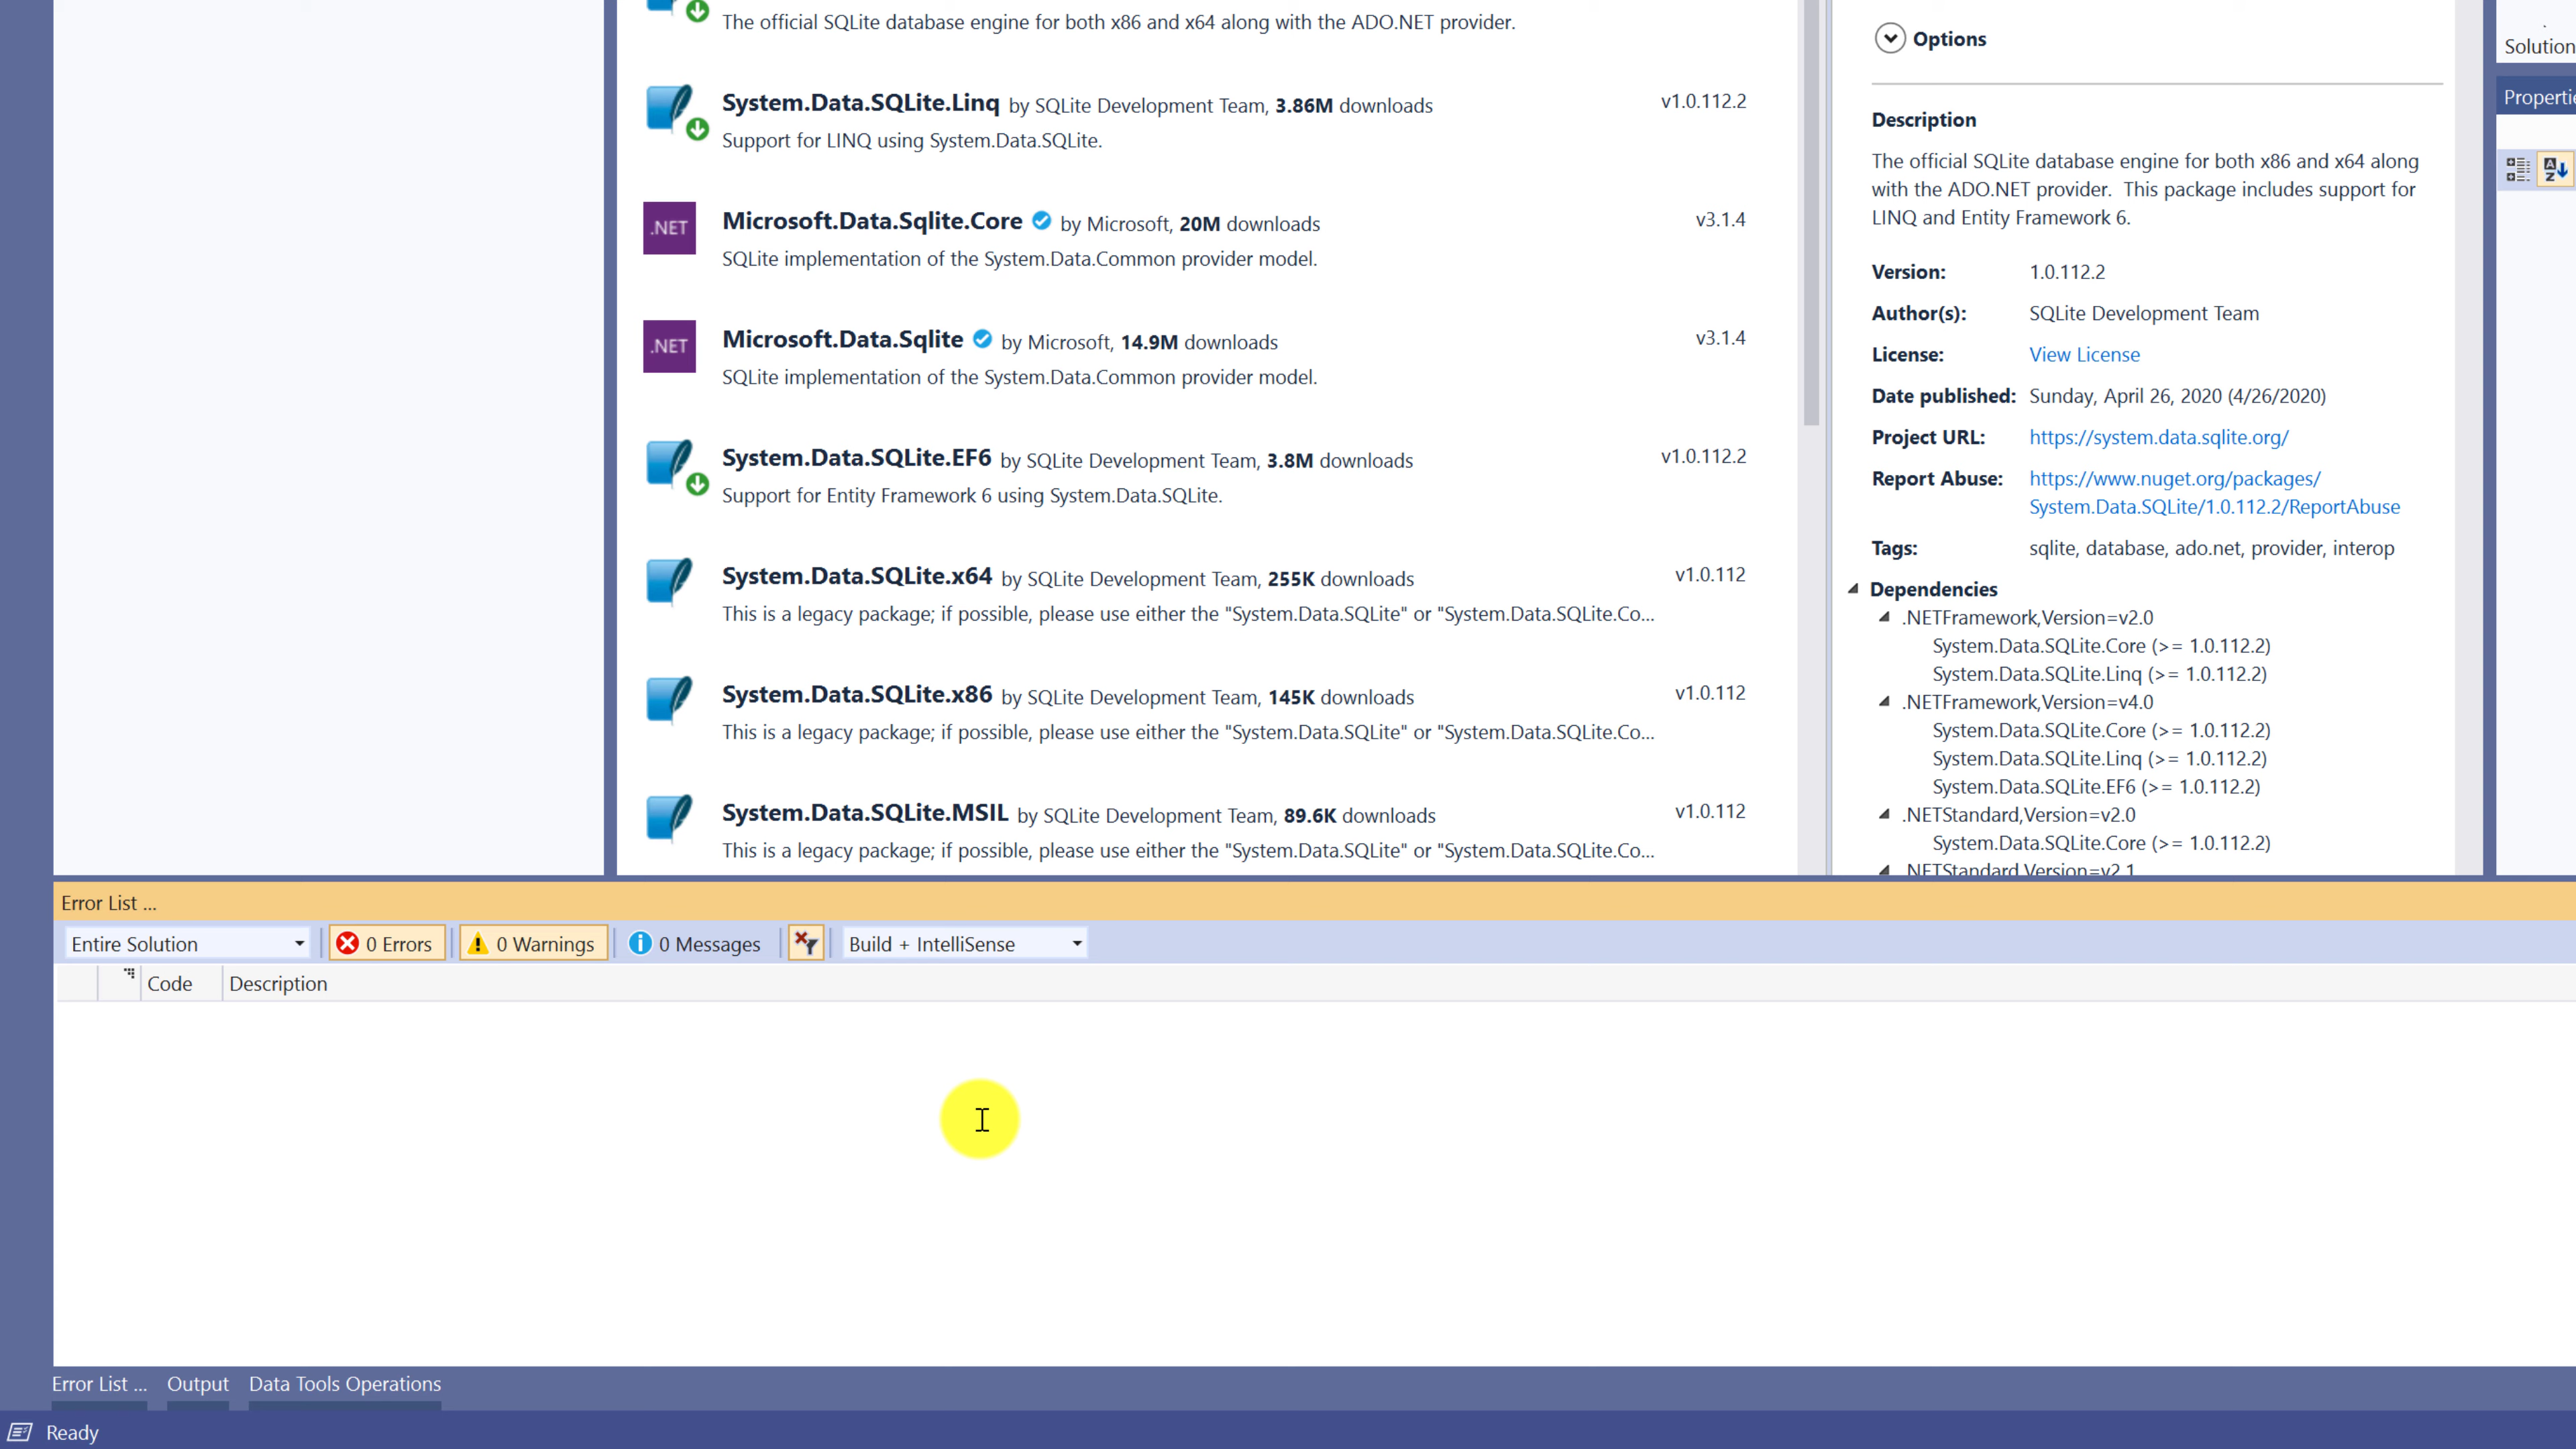 The official SQLite database engine for both x86 and x64 along with the ADO.NET provider.
System.Data.SQLite.Linq by SQLite Development Team, 3.86M downloads v1.0.112.2
Support for LINQ using System.Data.SQLite.
.NET Microsoft.Data.Sqlite.Core by Microsoft, 20M downloads v3.1.4
SQLite implementation of the System.Data.Common provider model.
.NET Microsoft.Data.Sqlite by Microsoft, 14.9M downloads v3.1.4
SQLite implementation of the System.Data.Common provider model.
System.Data.SQLite.EF6 by SQLite Development Team, 3.8M downloads v1.0.112.2
Support for Entity Framework 6 using System.Data.SQLite.
System.Data.SQLite.x64 by SQLite Development Team, 255K downloads v1.0.112
This is a legacy package; if possible, please use either the "System.Data.SQLite" or "System.Data.SQLite.Co...
System.Data.SQLite.x86 by SQLite Development Team, 145K downloads v1.0.112
This is a legacy package; if possible, please use either the "System.Data.SQLite" or "System.Data.SQLite.Co...
System.Data.SQLite.MSIL by SQLite Development Team, 89.6K downloads v1.0.112
This is a legacy package; if possible, please use either the "System.Data.SQLite" or "System.Data.SQLite.Co...
Options
Description
The official SQLite database engine for both x86 and x64 along
with the ADO.NET provider. This package includes support for
LINQ and Entity Framework 6.
Version: 1.0.112.2
Author(s): SQLite Development Team
License: View License
Date published: Sunday, April 26, 2020 (4/26/2020)
Project URL: https://system.data.sqlite.org/
Report Abuse: https://www.nuget.org/packages/
System.Data.SQLite/1.0.112.2/ReportAbuse
Tags: sqlite, database, ado.net, provider, interop
Dependencies
.NETFramework,Version=v2.0
System.Data.SQLite.Core (>= 1.0.112.2)
System.Data.SQLite.Linq (>= 1.0.112.2)
.NETFramework,Version=v4.0
System.Data.SQLite.Core (>= 1.0.112.2)
System.Data.SQLite.Linq (>= 1.0.112.2)
System.Data.SQLite.EF6 (>= 1.0.112.2)
.NETStandard,Version=v2.0
System.Data.SQLite.Core (>= 1.0.112.2)
.NETStandard,Version=v2.1
Solution
Propertie
Error List ...
Entire Solution 0 Errors 0 Warnings 0 Messages Build + IntelliSense
Code Description
Error List ... Output Data Tools Operations
Ready